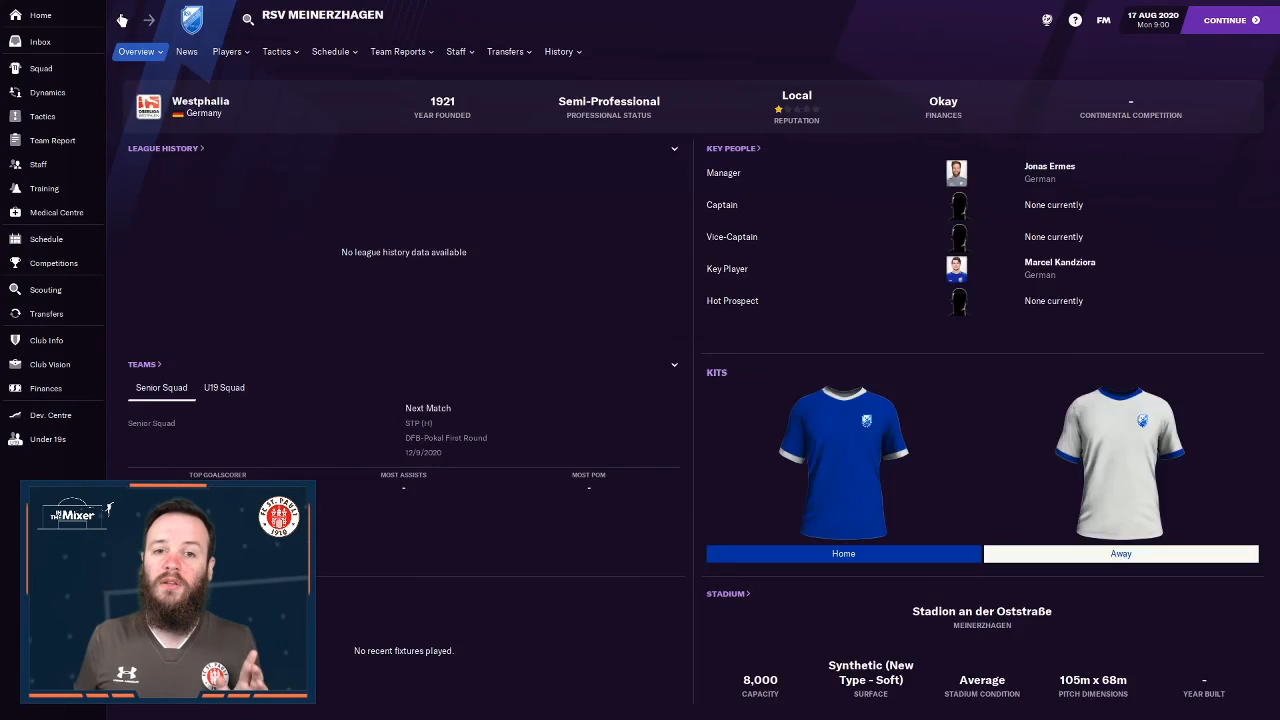 Home
Inbox
Squad
Dynamics
Tactics
Team Report
Staff
Training
Medical Centre
Schedule
Competitions
Scouting
Transfers
Club Info
Club Vision
Finances
Dev. Centre
Under 19s
RSV MEINERZHAGEN
FM
17 AUG 2020
Mon 9:00
CONTINUE
Overview
News
Players
Tactics
Schedule
Team Reports
Staff
Transfers
History
Westphalia
Germany
1921
YEAR FOUNDED
Semi-Professional
PROFESSIONAL STATUS
Local
REPUTATION
Okay
FINANCES
-
CONTINENTAL COMPETITION
LEAGUE HISTORY
No league history data available
TEAMS
Senior Squad U19 Squad
Senior Squad
Next Match
STP (H)
DFB-Pokal First Round
12/9/2020
TOP GOALSCORER
MOST ASSISTS
-
MOST POM
-
No recent fixtures played.
IN THE Mixer
FC ST. PAULI
1910
KEY PEOPLE
Manager
Jonas Ermes
German
Captain
None currently
Vice-Captain
None currently
Key Player
Marcel Kandziora
German
Hot Prospect
None currently
KITS
Home
Away
STADIUM
Stadion an der Oststraße
MEINERZHAGEN
8,000
CAPACITY
Synthetic (New
Type - Soft)
SURFACE
Average
STADIUM CONDITION
105m x 68m
PITCH DIMENSIONS
-
YEAR BUILT